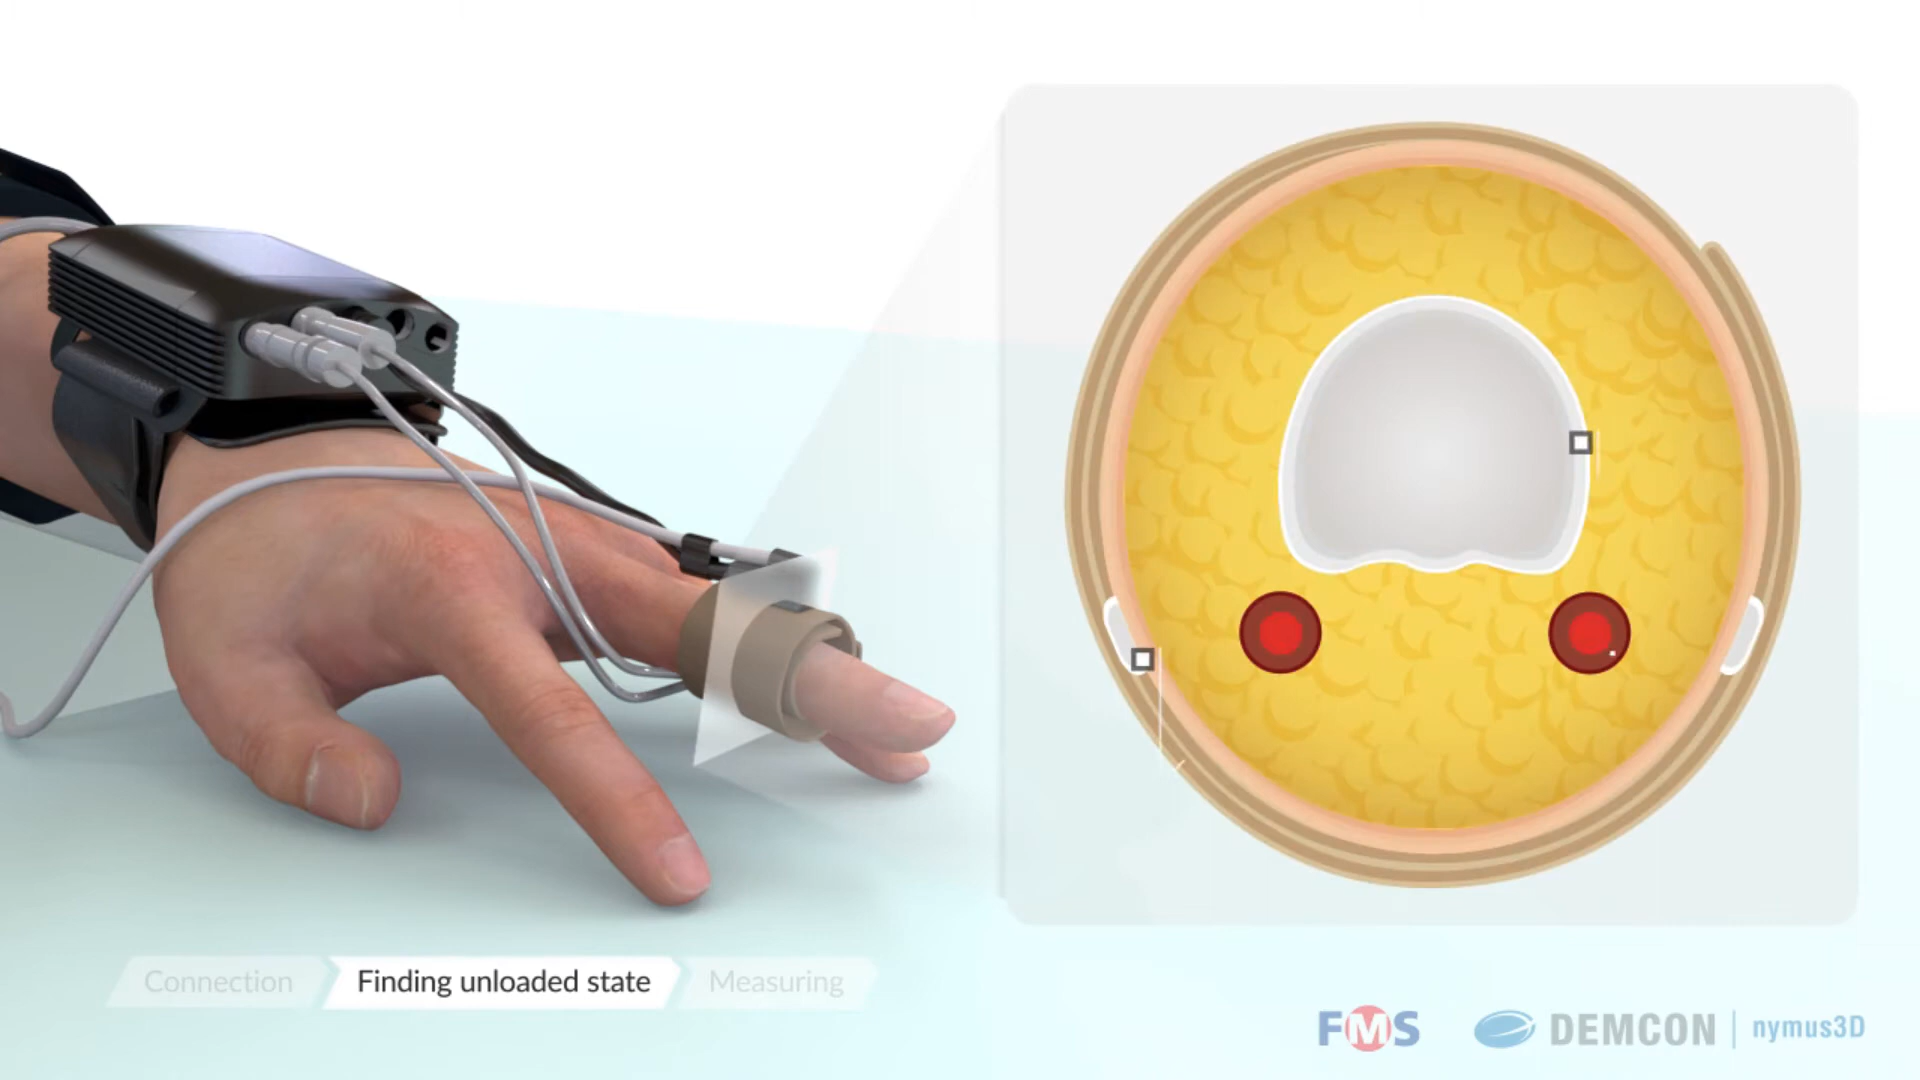 Connection
Finding unloaded state
Measuring
FMS
DEMCON
nymus3D